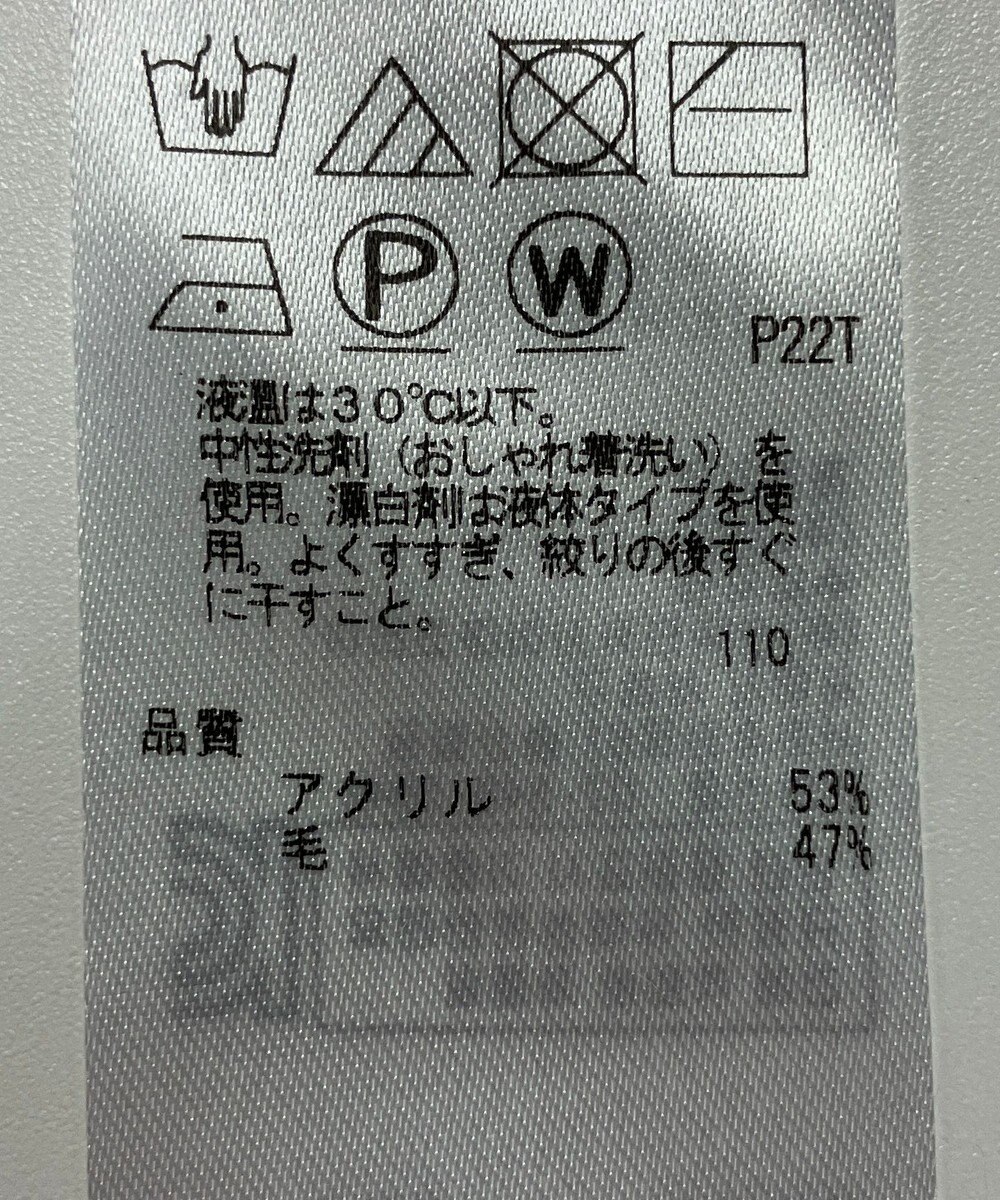 P
W
P22T
液温は30℃以下。
中性洗剤（おしゃれ着洗い）を
使用。漂白剤は液体タイプを使
用。よくすすぎ、絞りの後すぐ
に干すこと。
110
品質
アクリル 53%
毛 47%